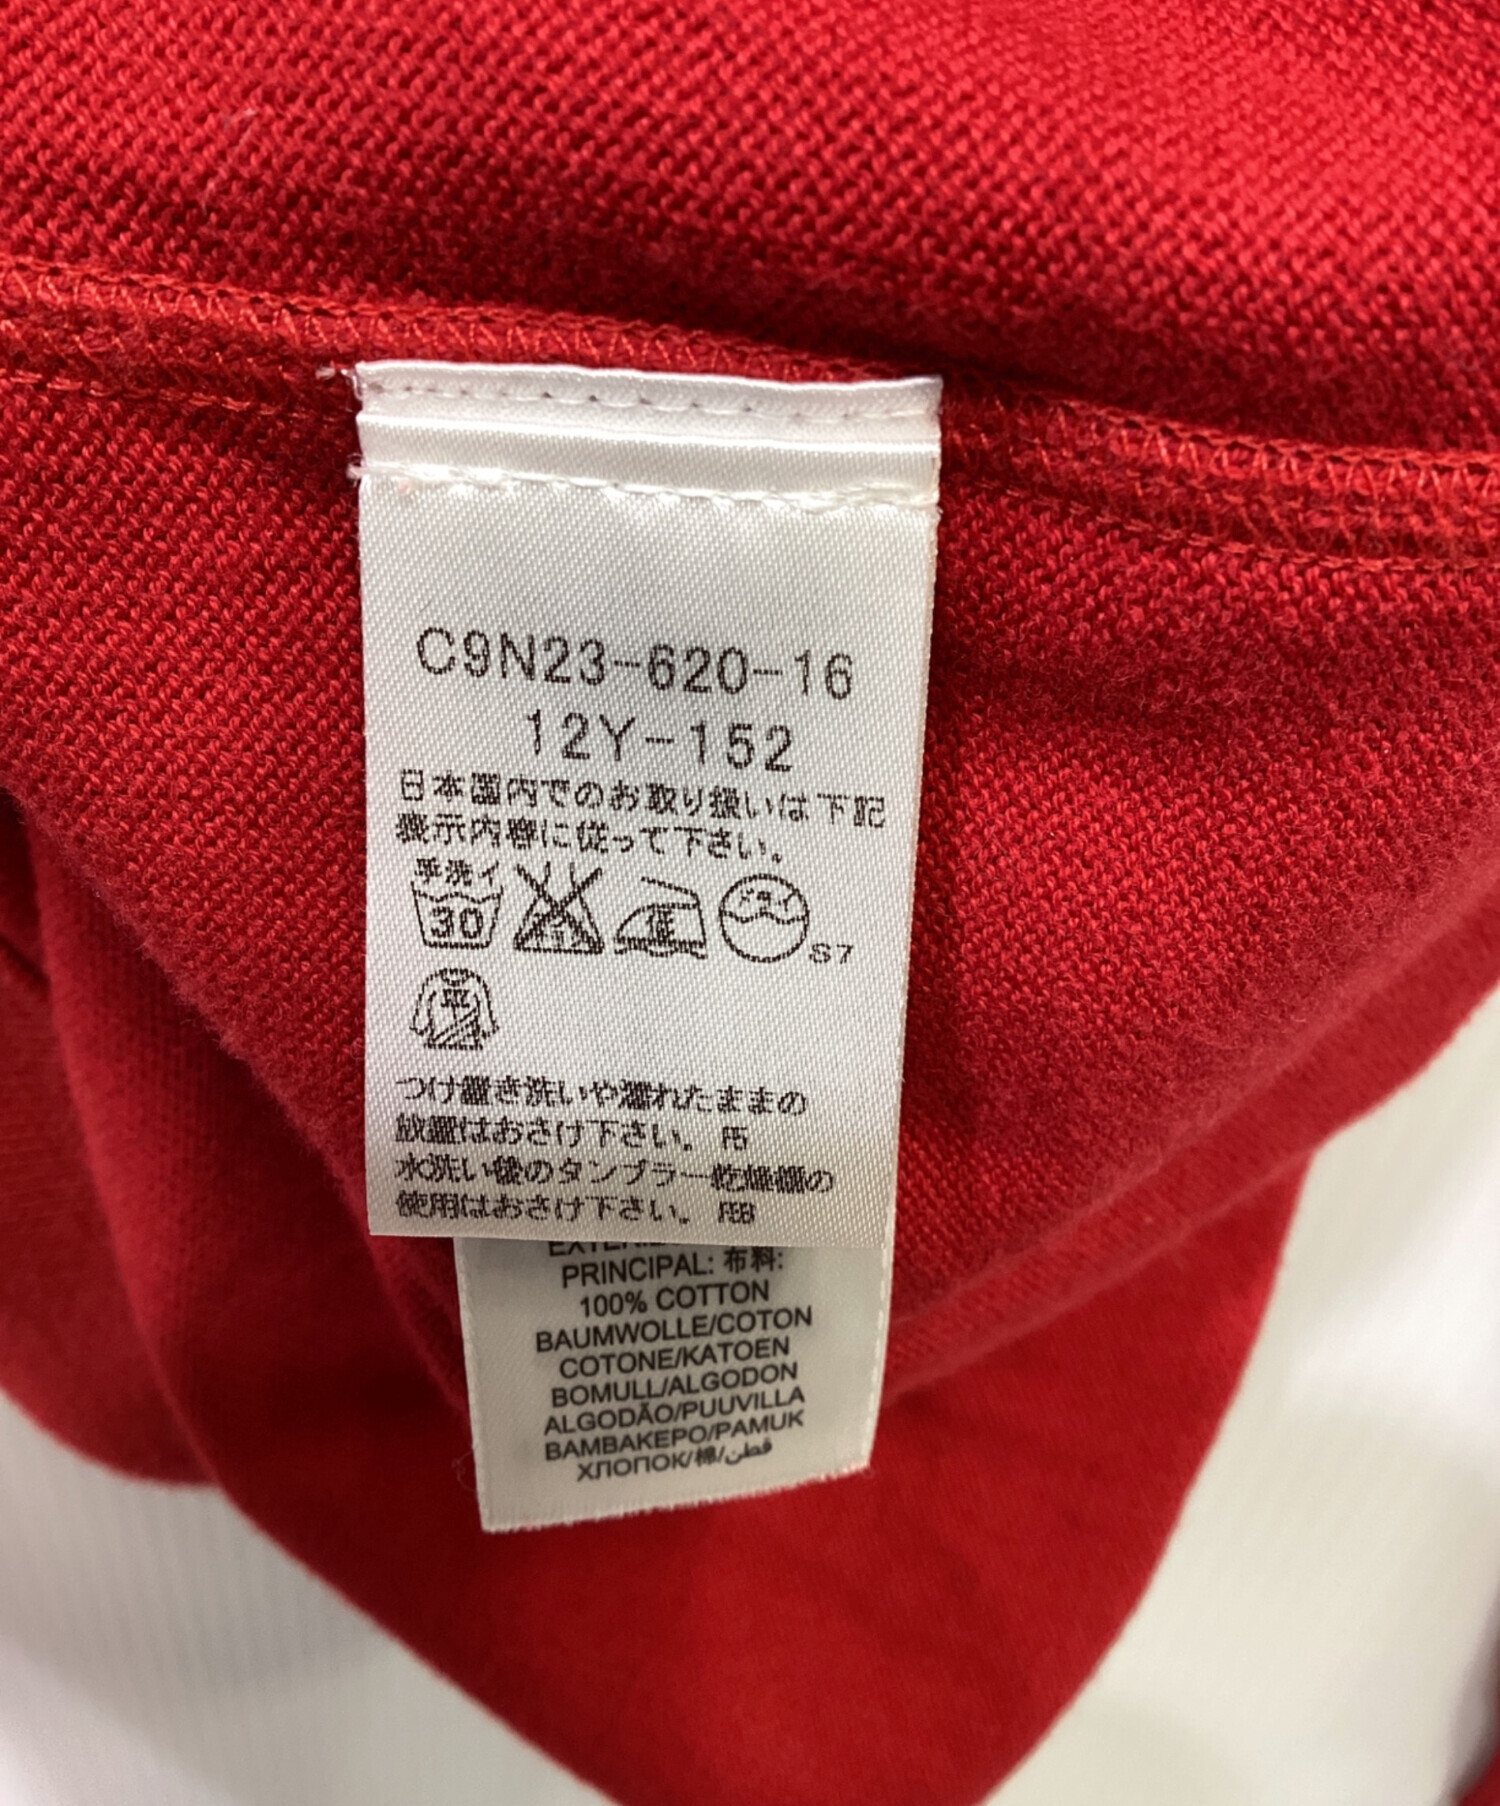 C9N23-620-16
12Y-152
日本国内でのお取り扱いは下記
表示内容に従って下さい。
手洗イ
30
ドライ
S7
つけ置き洗いや濡れたままの
放置はおさけ下さい。 F5
水洗い後のタンブラー乾燥機の
使用はおさけ下さい。
PRINCIPAL: 布料:
100% COTTON
BAUMWOLLE/COTON
COTONE/KATOEN
BOMULL/ALGODON
ALGODÃO/PUUVILLA
ΒΑΜΒΑΚΕΡΟ/PAMUK
ХЛОПОК/棉/قطن